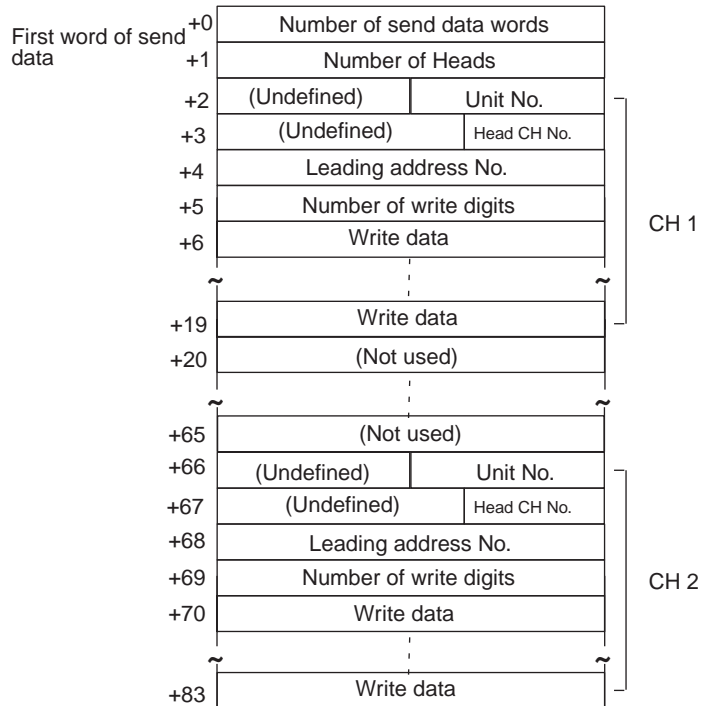 First word of send
data
+0 Number of send data words
+1 Number of Heads
+2 (Undefined) Unit No.
+3 (Undefined) Head CH No.
+4 Leading address No.
+5 Number of write digits
+6 Write data
CH 1
~ ~
+19 Write data
+20 (Not used)
~ ~
+65 (Not used)
+66 (Undefined) Unit No.
+67 (Undefined) Head CH No.
+68 Leading address No.
+69 Number of write digits
CH 2
+70 Write data
~ ~
+83 Write data